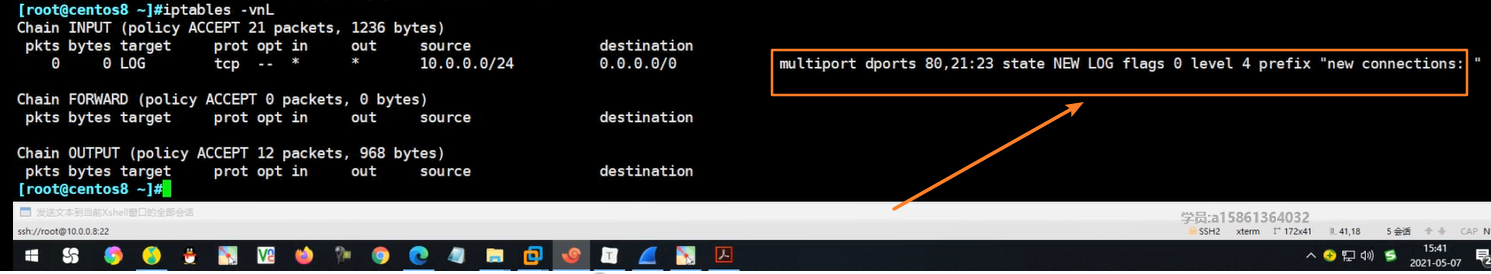 [root@centos8 ~]#iptables -vnL
Chain INPUT (policy ACCEPT 21 packets, 1236 bytes)
pkts bytes target prot opt in out source destination
0 0 LOG tcp -- * * 10.0.0.0/24 0.0.0.0/0 multiport dports 80,21:23 state NEW LOG flags 0 level 4 prefix "new connections: "
Chain FORWARD (policy ACCEPT 0 packets, 0 bytes)
pkts bytes target prot opt in out source destination
Chain OUTPUT (policy ACCEPT 12 packets, 968 bytes)
pkts bytes target prot opt in out source destination
[root@centos8 ~]#
发送文本到当前Xshell窗口的全部会话
学员:a15861364032
ssh://root@10.0.0.8:22 SSH2 xterm 172x41 41,18 5 会话 CAP N
15:41
2021-05-07